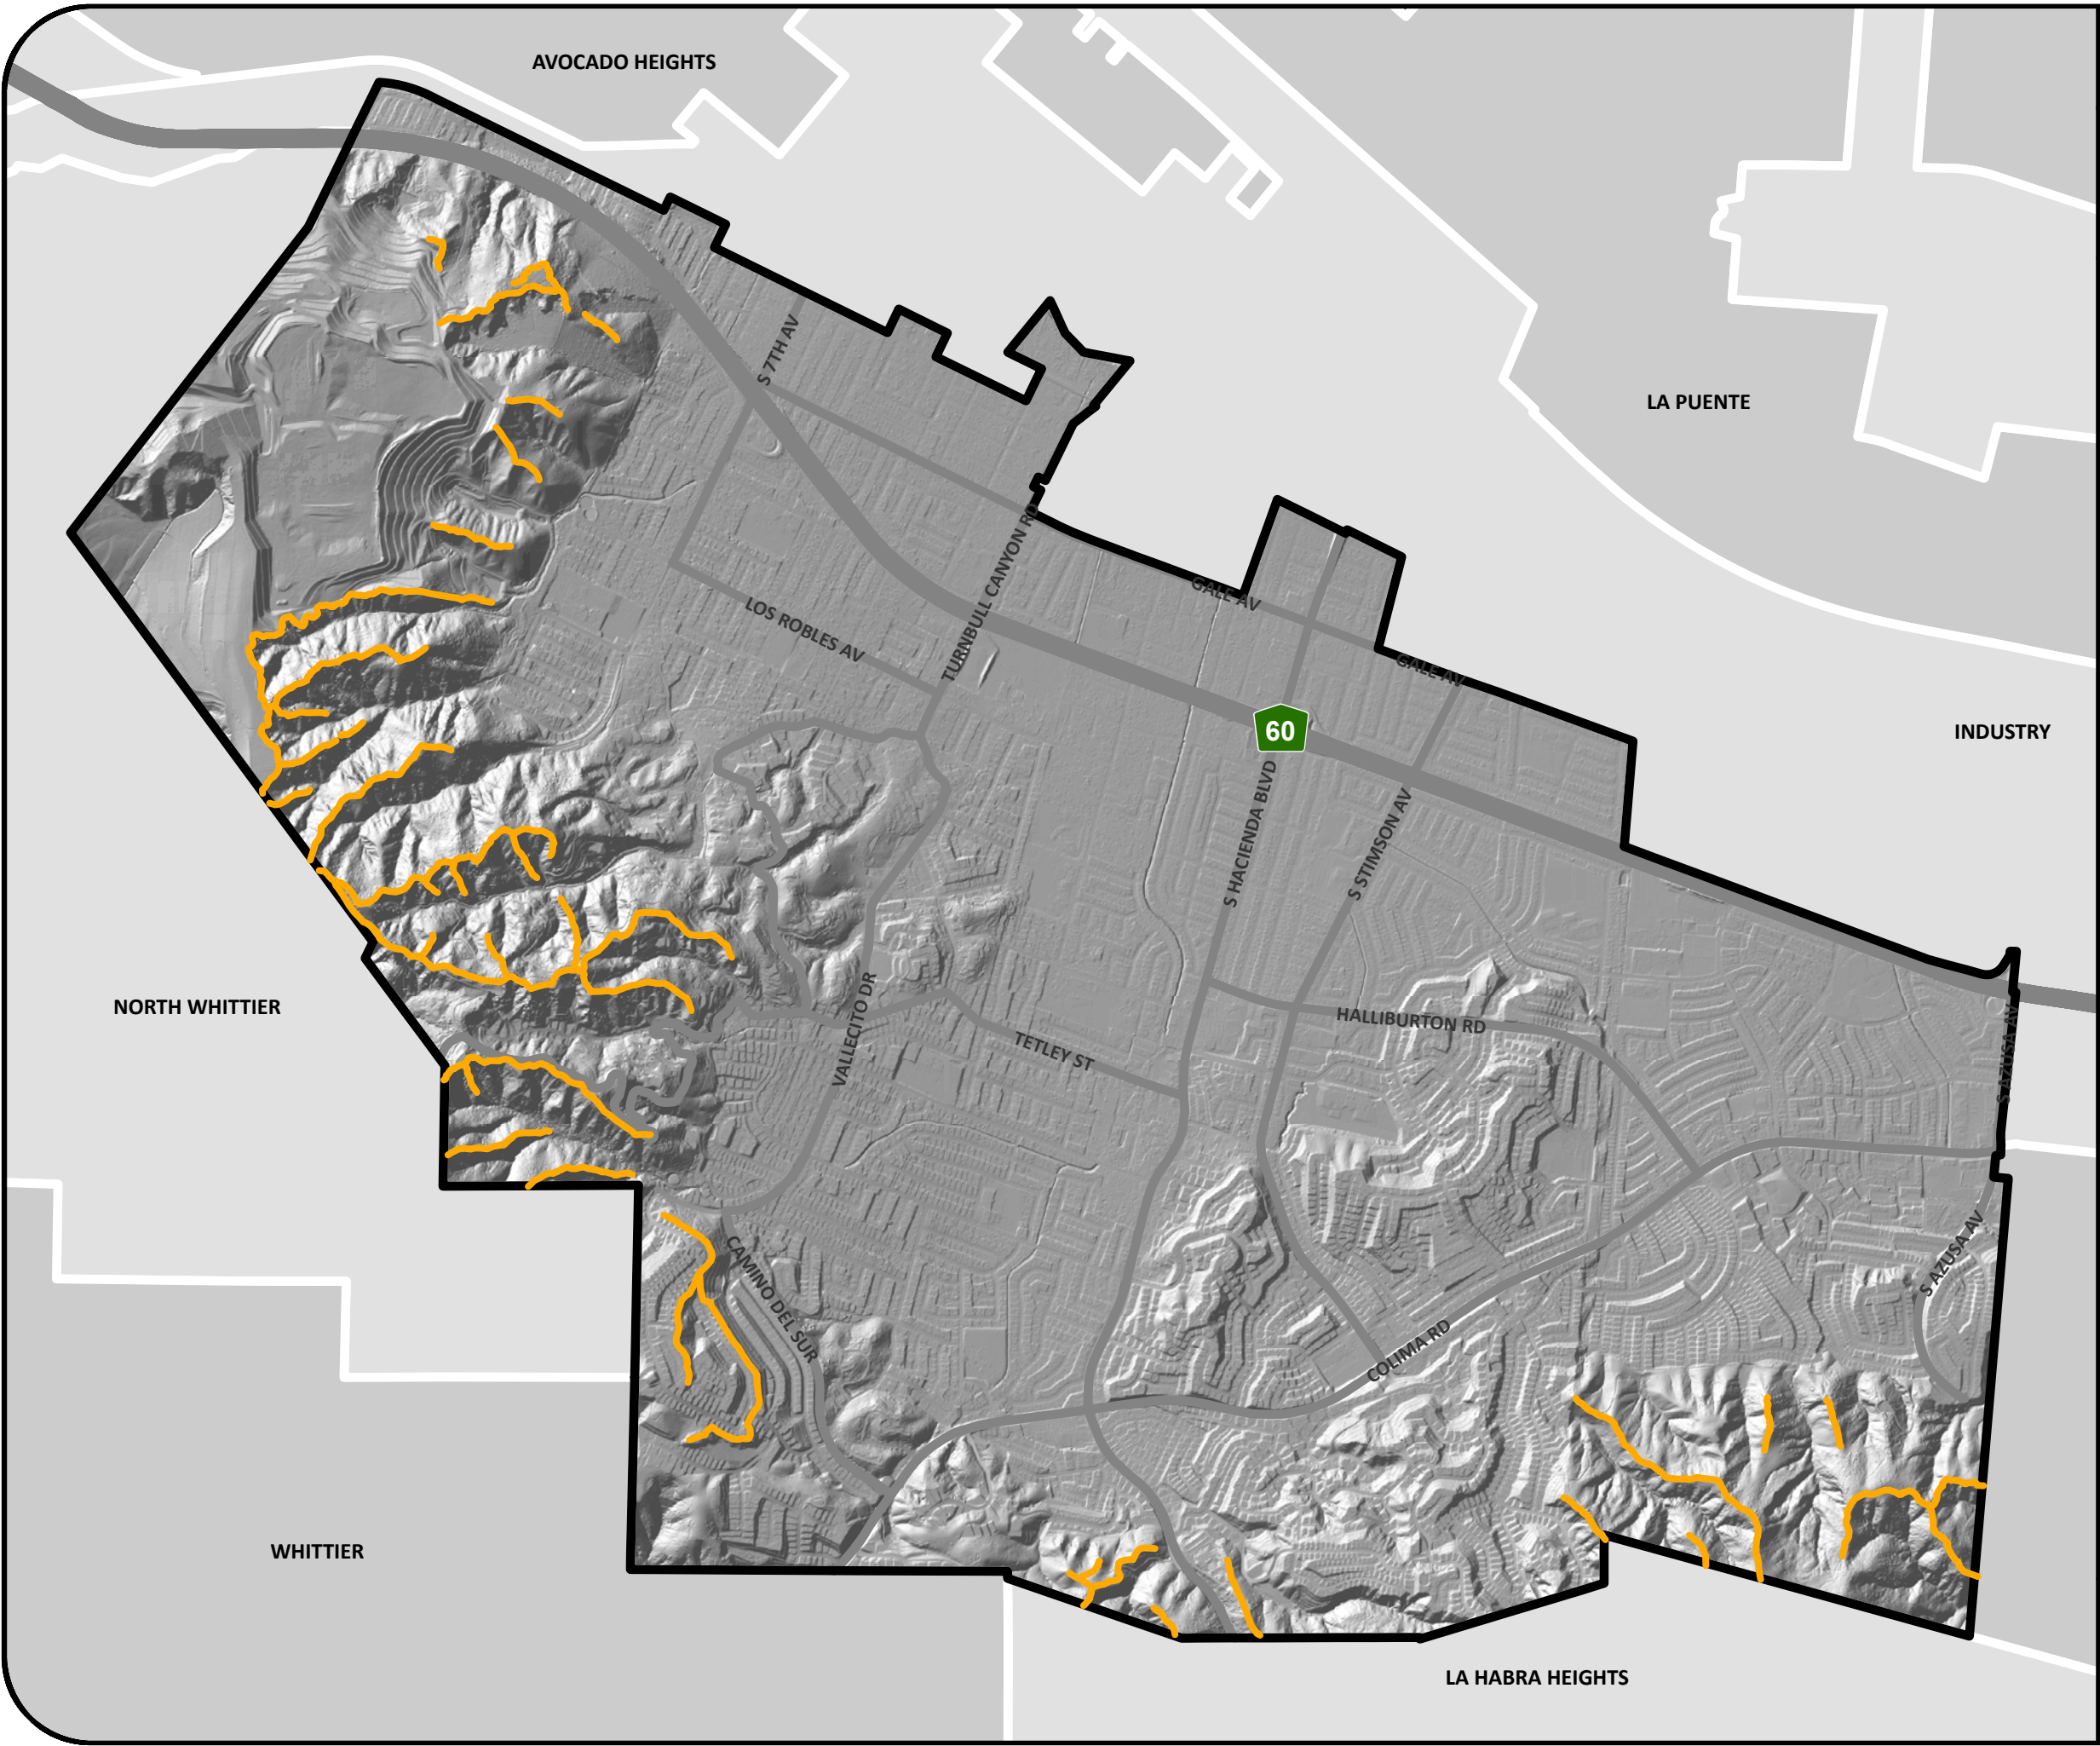 AVOCADO HEIGHTS
S 7TH AV
LA PUENTE
TURNBULL CANYON RD
GALE AV
LOS ROBLES AV
GALE AV
60
INDUSTRY
S HACIENDA BLVD
S STIMSON AV
NORTH WHITTIER
VALLECITO DR
HALLIBURTON RD
TETLEY ST
S AZUSA AV
CAMINO DEL SUR
S AZUSA AV
COLIMA RD
WHITTIER
LA HABRA HEIGHTS